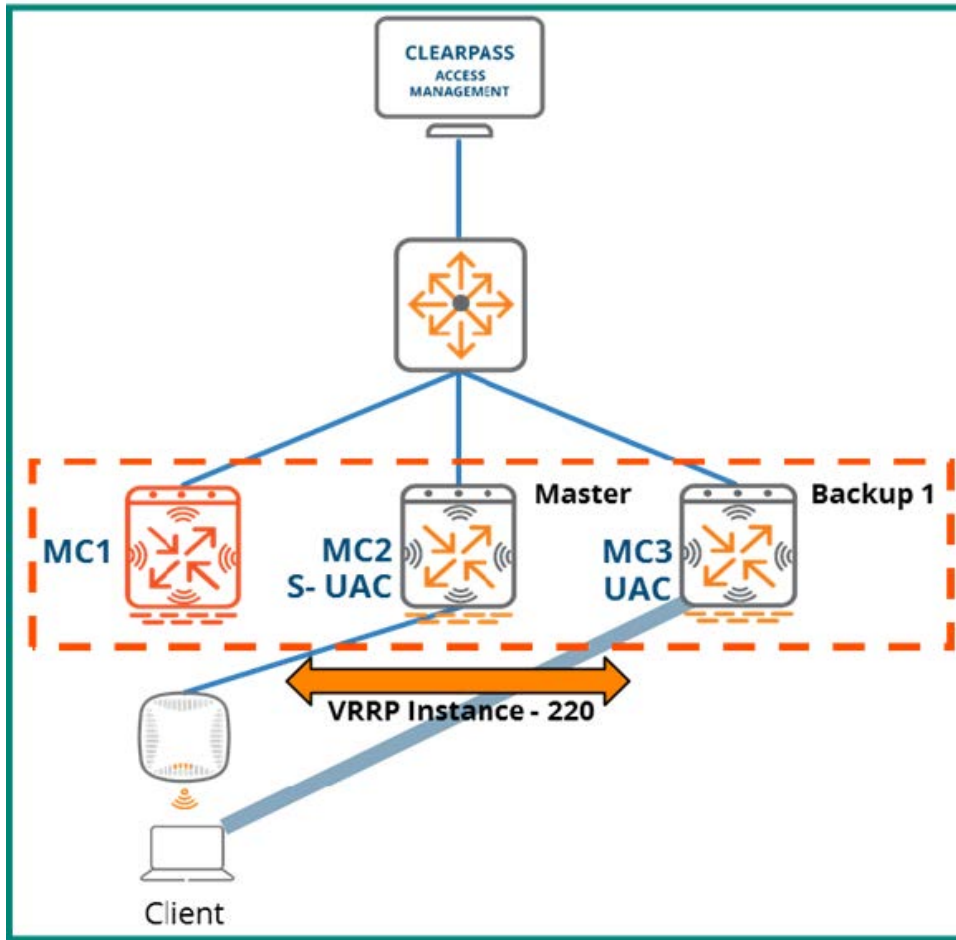 CLEARPASS
ACCESS
MANAGEMENT
Master
Backup 1
MC1
MC2
S- UAC
MC3
UAC
VRRP Instance - 220
Client